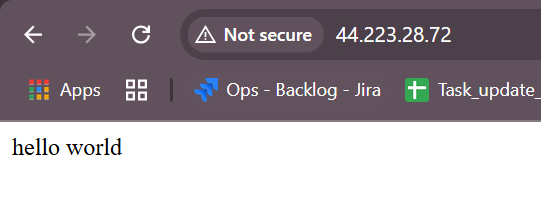 Not secure 44.223.28.72
Apps Ops - Backlog - Jira Task_update_
hello world